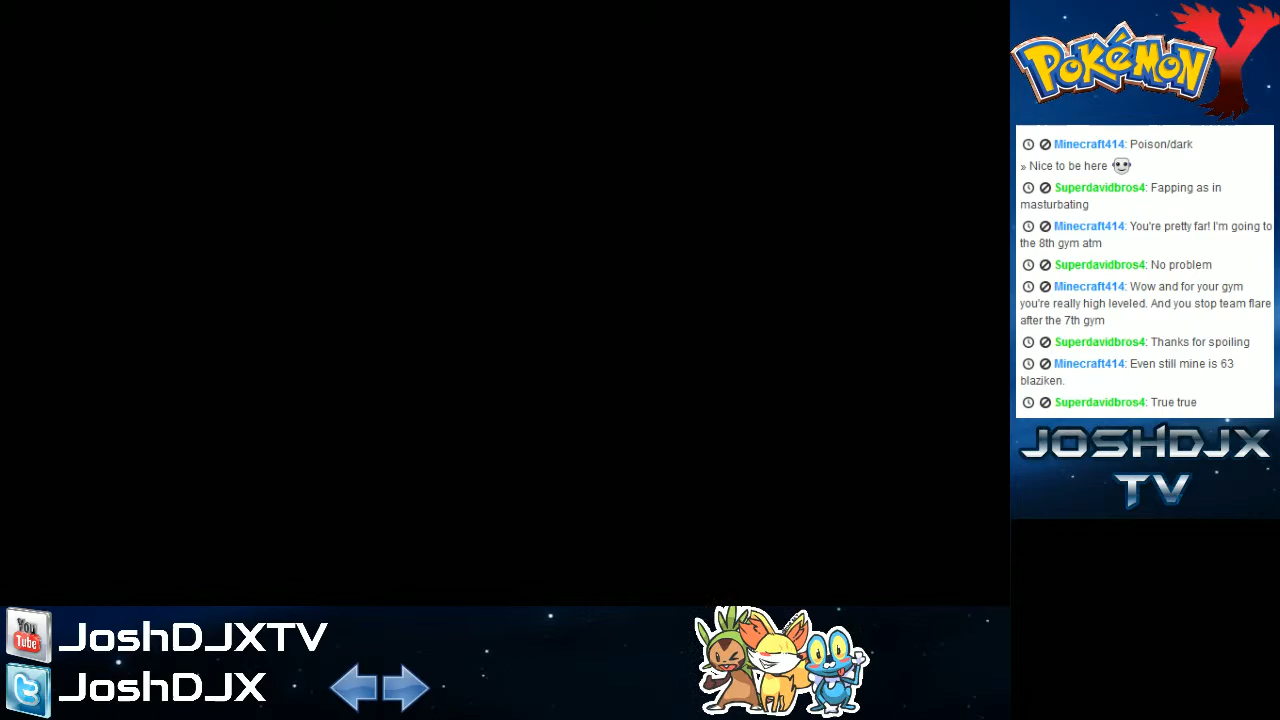 POKéMON Y
Minecraft414: Poison/dark
» Nice to be here
Superdavidbros4: Fapping as in
masturbating
Minecraft414: You're pretty far! I'm going to
the 8th gym atm
Superdavidbros4: No problem
Minecraft414: Wow and for your gym
you're really high leveled. And you stop team flare
after the 7th gym
Superdavidbros4: Thanks for spoiling
Minecraft414: Even still mine is 63
blaziken.
Superdavidbros4: True true
JOSHDJX
TV
You
Tube
JoshDJXTV
JoshDJX